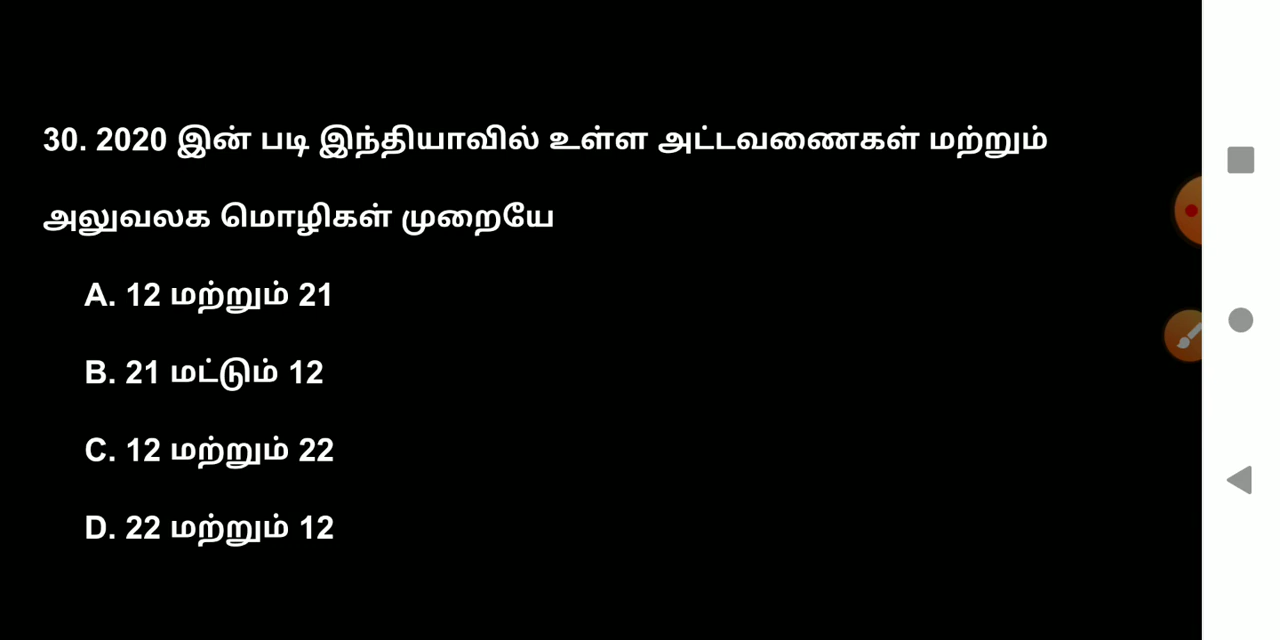 30. 2020 இன் படி இந்தியாவில் உள்ள அட்டவணைகள் மற்றும்
அலுவலக மொழிகள் முறையே
A. 12 மற்றும் 21
B. 21 மட்டும் 12
C. 12 மற்றும் 22
D. 22 மற்றும் 12